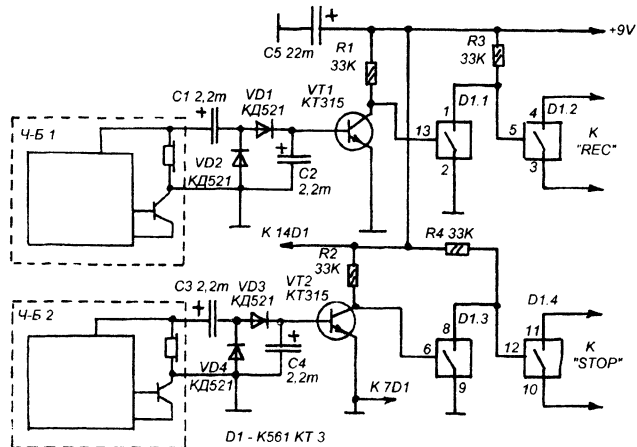 +9V
C5 22m
+
R1
33K
R3
33K
C1 2,2m
+
VD1
КД521
VT1
КТ315
1
D1.1
4
D1.2
Ч-Б 1
13
5
К
"REC"
VD2
КД521
+
C2
2,2m
2
3
К 14D1
R4 33K
R2
33K
C3 2,2m
+
VD3
КД521
VT2
КТ315
D1.4
Ч-Б 2
8
D1.3
11
+
6
12
К
"STOP"
VD4
КД521
C4
2,2m
К 7D1
9
10
D1 - К561 КТ 3